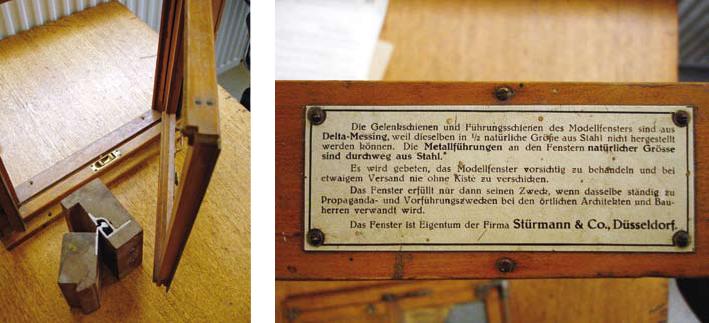 Die Gelenkschienen und Führungsschienen des Modellfensters sind aus
Delta-Messing, weil dieselben in 1/2 natürliche Größe aus Stahl nicht hergestellt
werden können. Die Metallführungen an den Fenstern natürlicher Grösse
sind durchweg aus Stahl.
Es wird gebeten, das Modellfenster vorsichtig zu behandeln und bei
etwaigem Versand nie ohne Kiste zu verschicken.
Das Fenster erfüllt nur dann seinen Zweck, wenn dasselbe ständig zu
Propaganda- und Vorführungszwecken bei den örtlichen Architekten und Bau-
herren verwandt wird.
Das Fenster ist Eigentum der Firma Stürmann & Co., Düsseldorf.